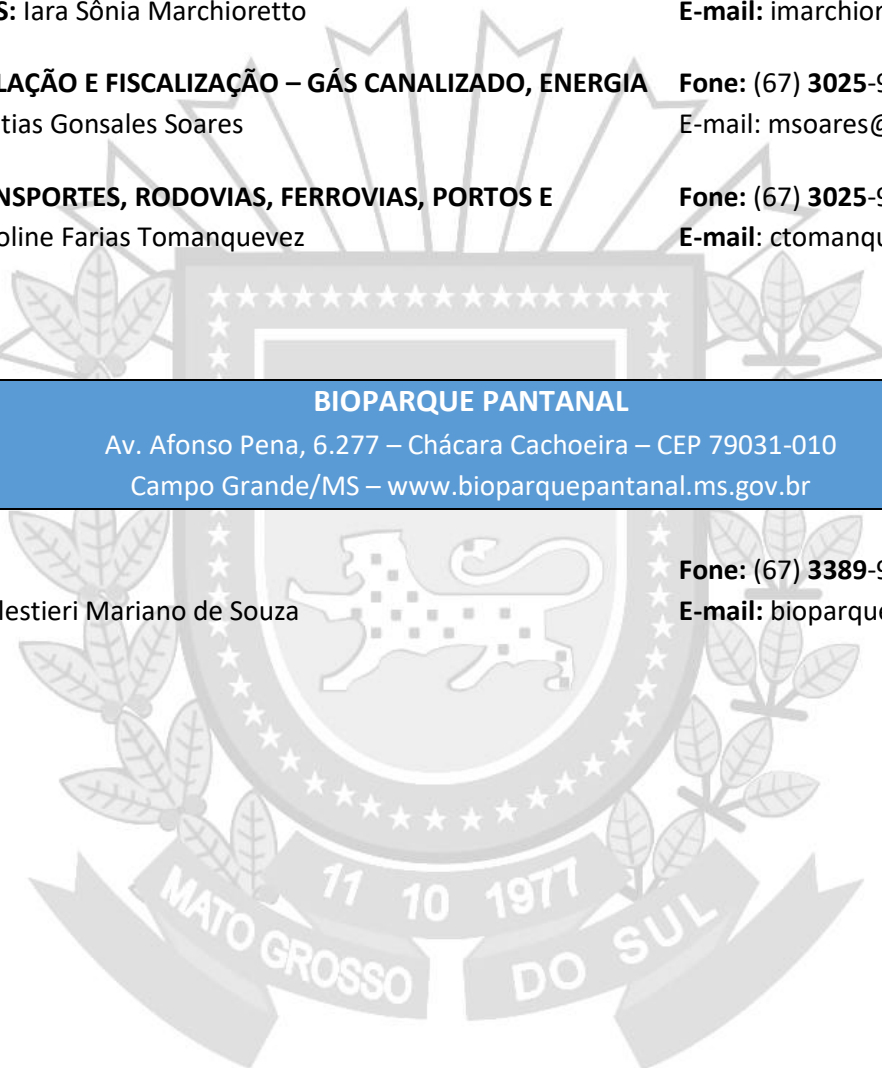 S: Iara Sônia Marchioretto E-mail: imarchior
LAÇÃO E FISCALIZAÇÃO – GÁS CANALIZADO, ENERGIA Fone: (67) 3025-9
tias Gonsales Soares E-mail: msoares@
NSPORTES, RODOVIAS, FERROVIAS, PORTOS E Fone: (67) 3025-9
oline Farias Tomanquevez E-mail: ctomanqu
BIOPARQUE PANTANAL
Av. Afonso Pena, 6.277 – Chácara Cachoeira – CEP 79031-010
Campo Grande/MS – www.bioparquepantanal.ms.gov.br
Fone: (67) 3389-9
lestieri Mariano de Souza E-mail: bioparque
11 10 1977
MATO GROSSO DO SUL